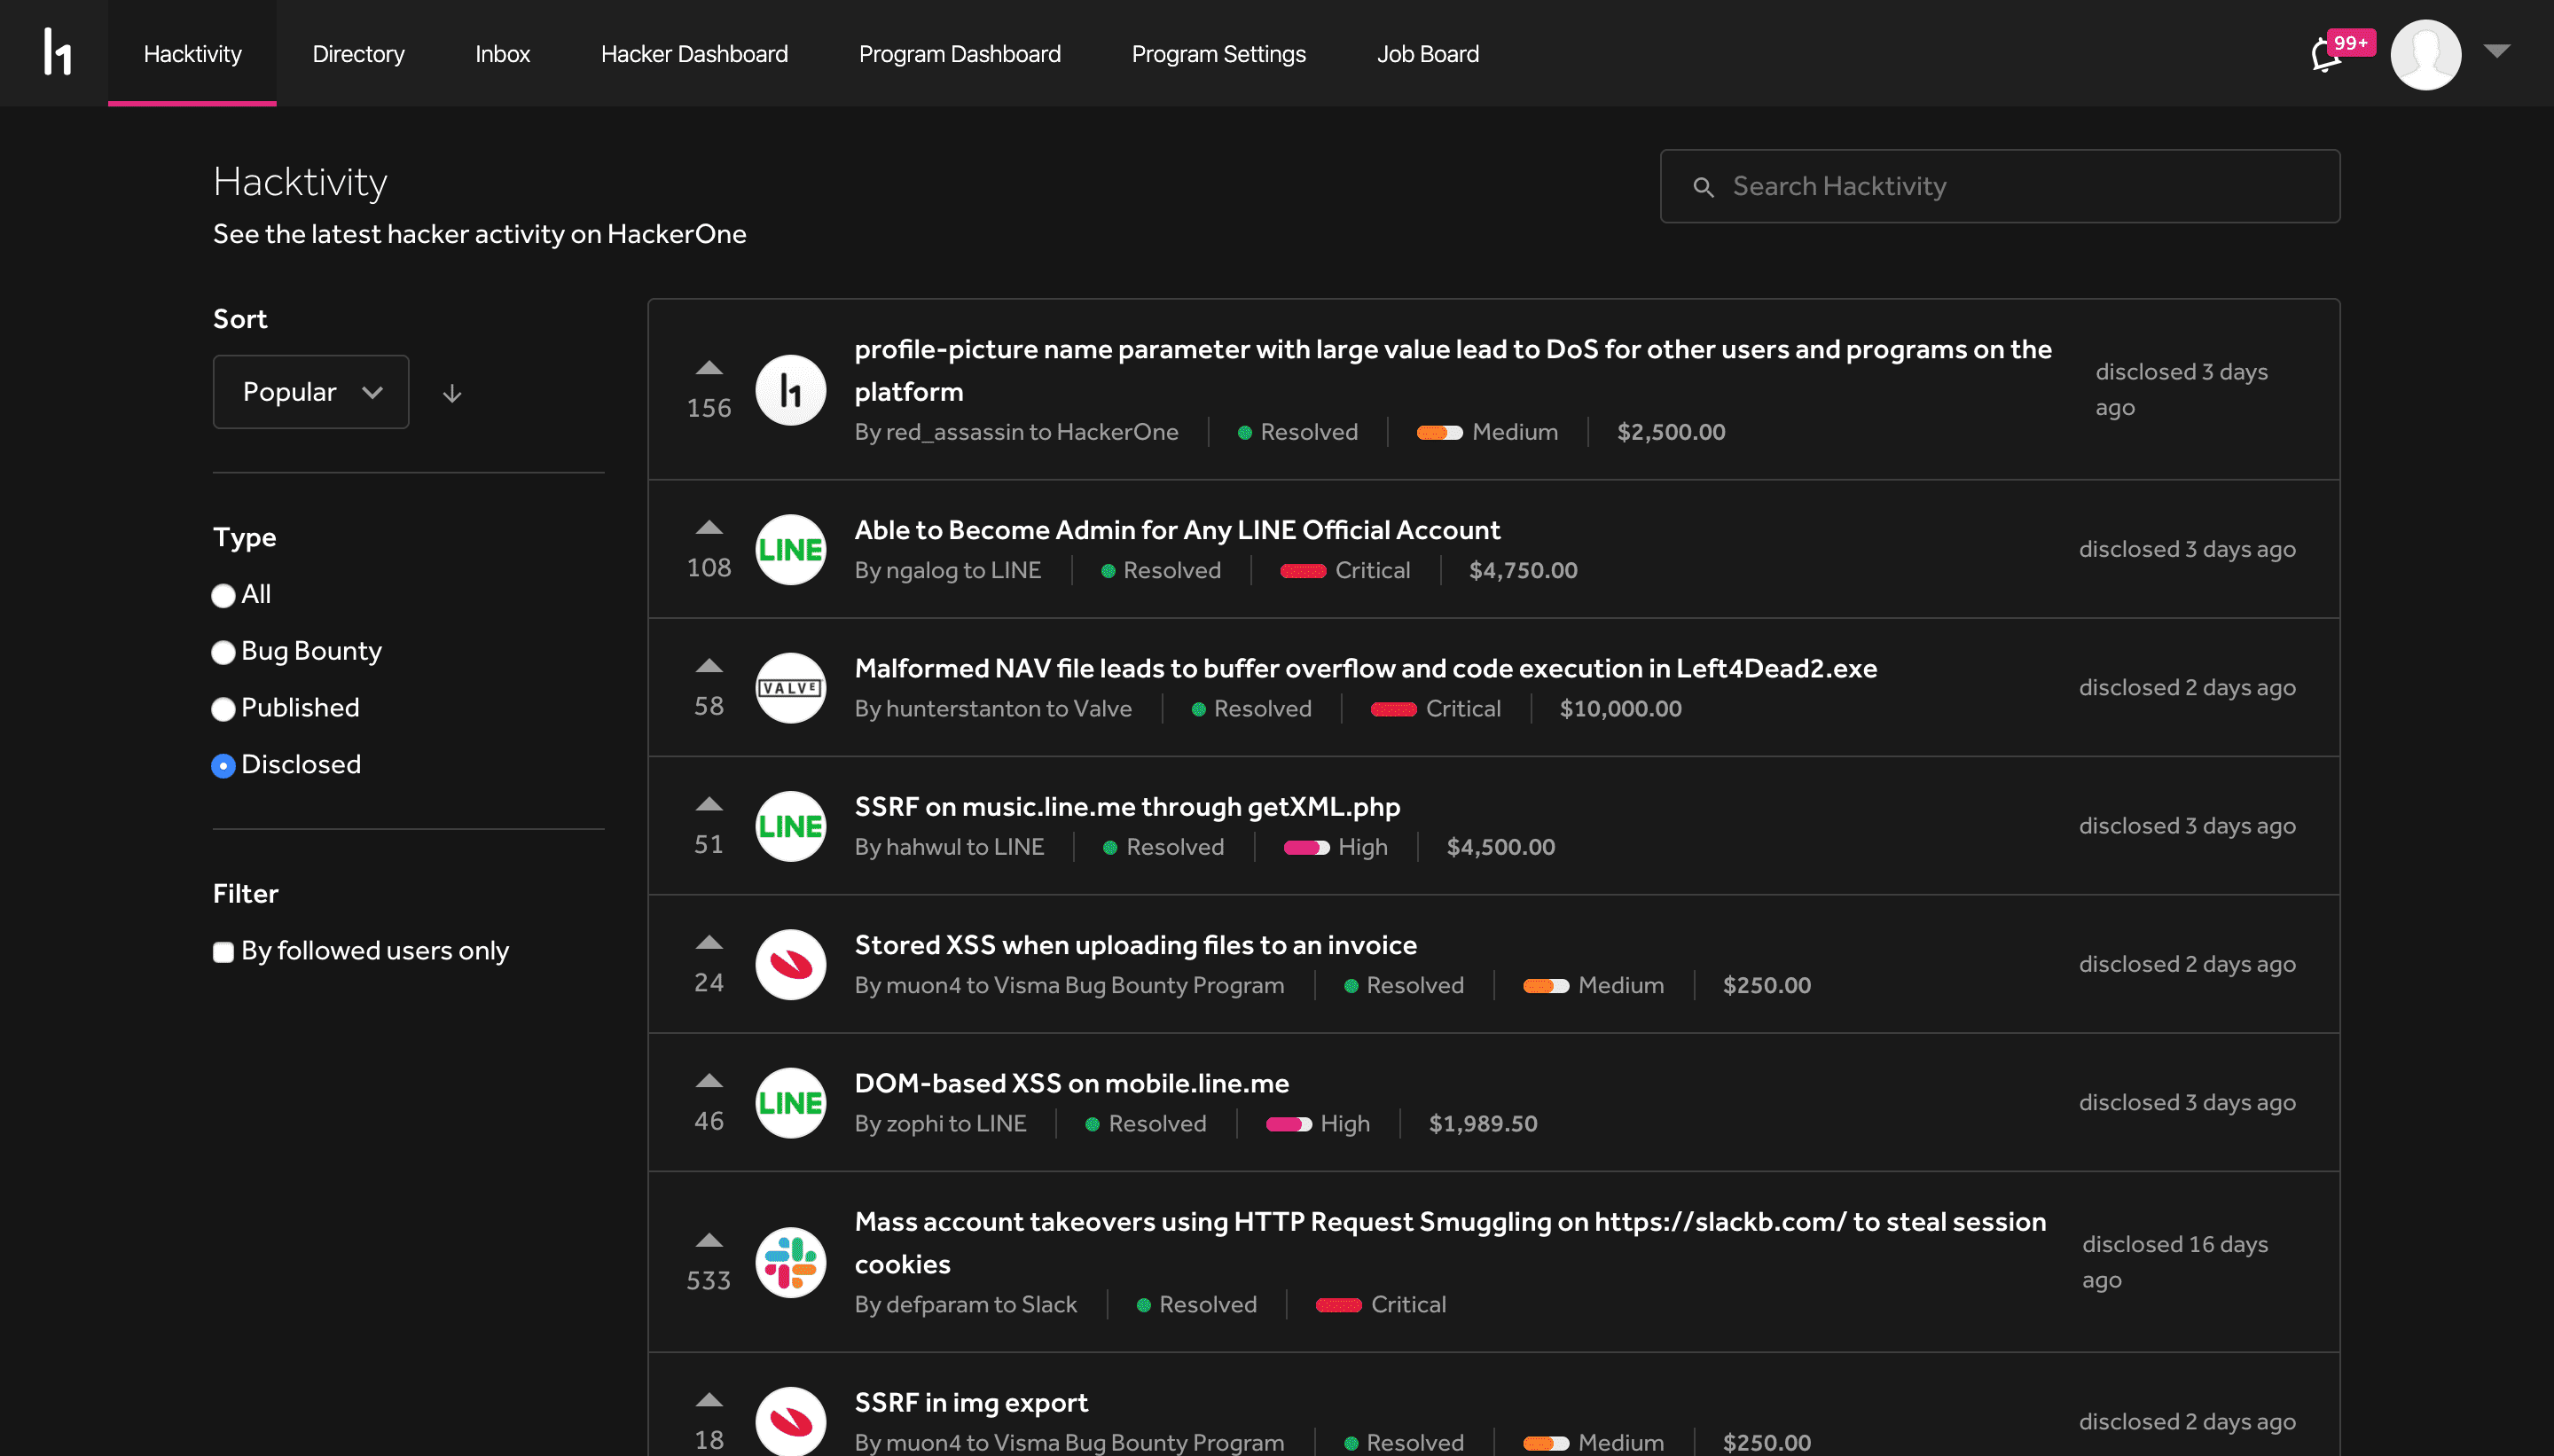 h1
Hacktivity
Directory
Inbox
Hacker Dashboard
Program Dashboard
Program Settings
Job Board
99+
Hacktivity
See the latest hacker activity on HackerOne
Search Hacktivity
Sort
Popular
Type
All
Bug Bounty
Published
Disclosed
Filter
By followed users only
156
h1
profile-picture name parameter with large value lead to DoS for other users and programs on the
platform
By red_assassin to HackerOne Resolved Medium $2,500.00
disclosed 3 days
ago
108
LINE
Able to Become Admin for Any LINE Official Account
By ngalog to LINE Resolved Critical $4,750.00
disclosed 3 days ago
58
VALVE
Malformed NAV file leads to buffer overflow and code execution in Left4Dead2.exe
By hunterstanton to Valve Resolved Critical $10,000.00
disclosed 2 days ago
51
LINE
SSRF on music.line.me through getXML.php
By hahwul to LINE Resolved High $4,500.00
disclosed 3 days ago
24
Stored XSS when uploading files to an invoice
By muon4 to Visma Bug Bounty Program Resolved Medium $250.00
disclosed 2 days ago
46
LINE
DOM-based XSS on mobile.line.me
By zophi to LINE Resolved High $1,989.50
disclosed 3 days ago
533
Mass account takeovers using HTTP Request Smuggling on https://slackb.com/ to steal session
cookies
By defparam to Slack Resolved Critical
disclosed 16 days
ago
18
SSRF in img export
By muon4 to Visma Bug Bounty Program Resolved Medium $250.00
disclosed 2 days ago